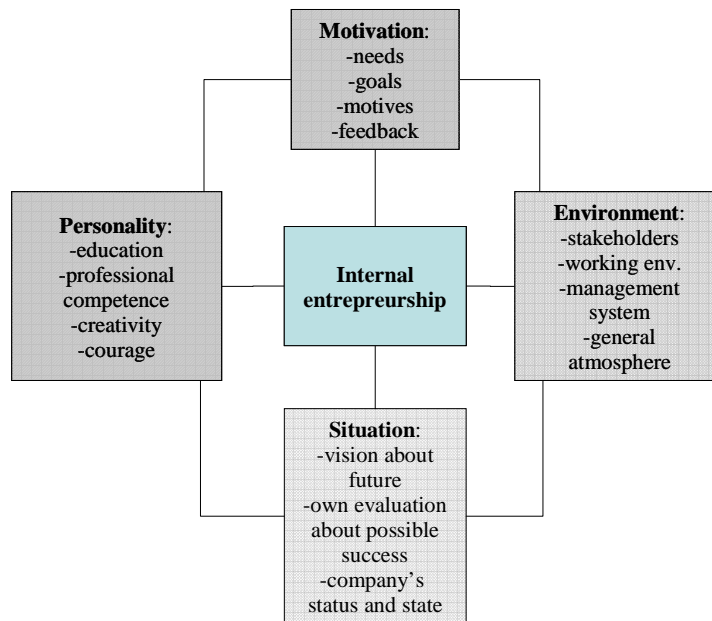 Motivation:
-needs
-goals
-motives
-feedback
Personality:
-education
-professional
competence
-creativity
-courage
Internal
entrepreurship
Environment:
-stakeholders
-working env.
-management
system
-general
atmosphere
Situation:
-vision about
future
-own evaluation
about possible
success
-company’s
status and state